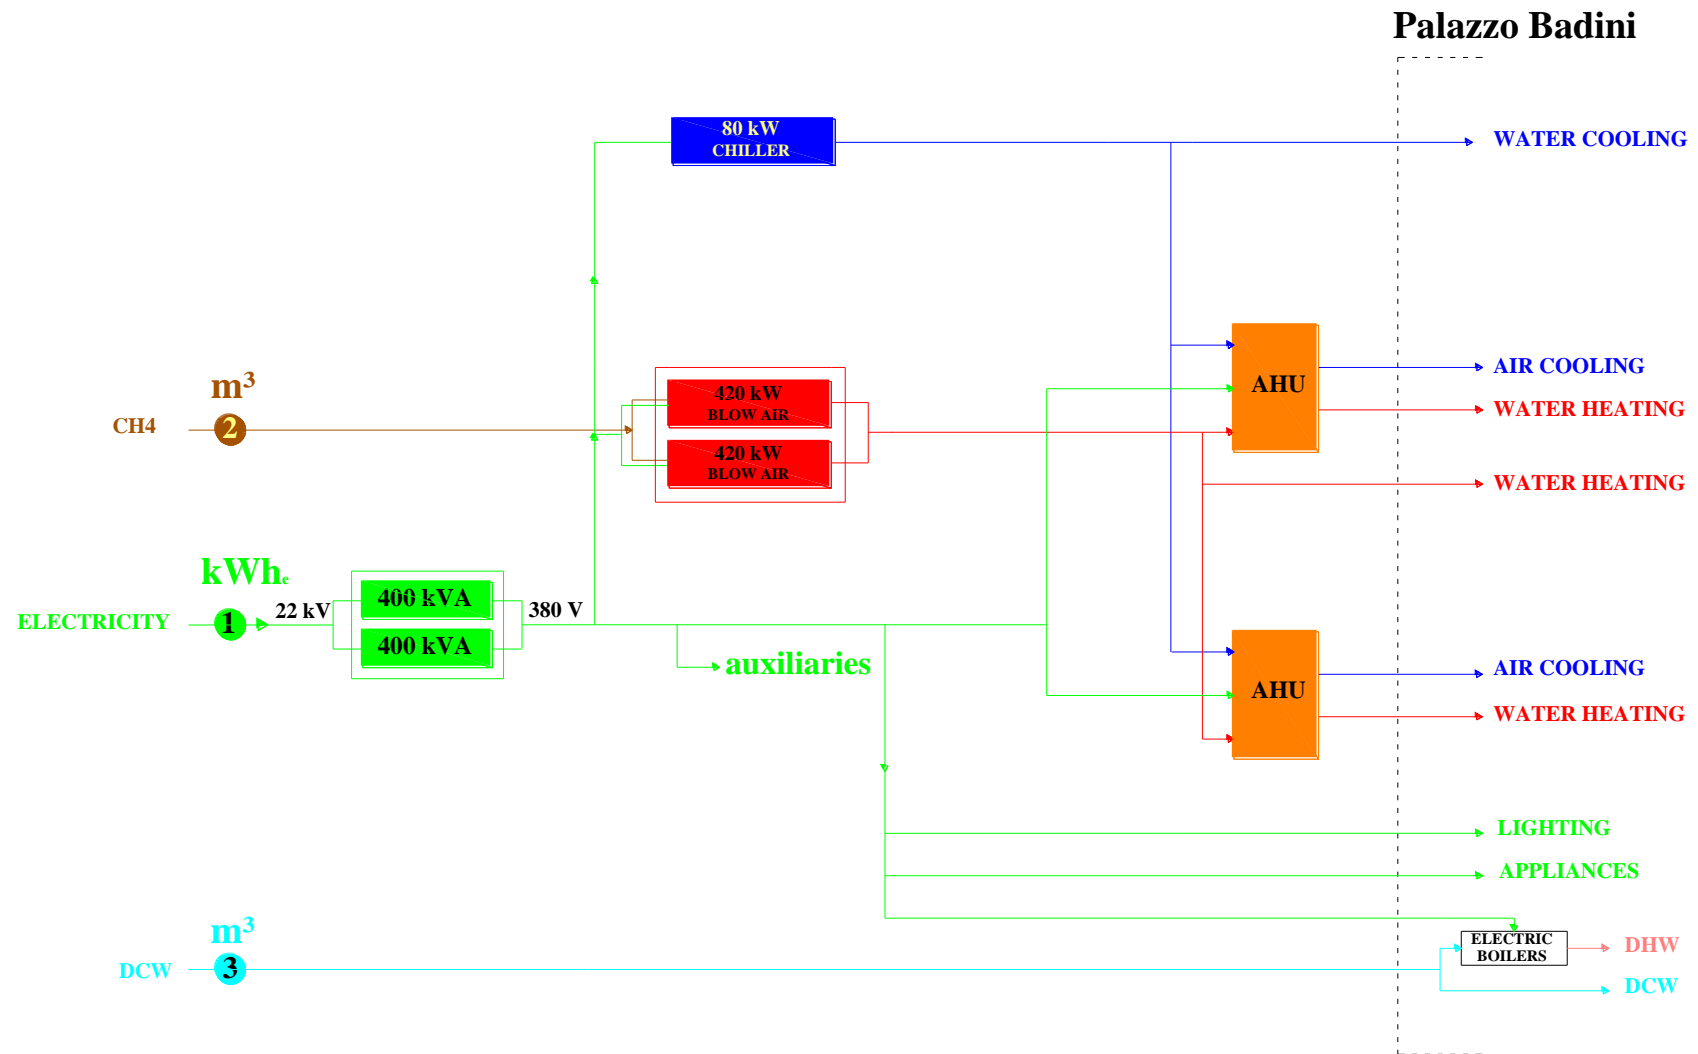 Palazzo Badini
80 kW
CHILLER
WATER COOLING
m³
CH4
2
420 kW
BLOW AIR
420 kW
BLOW AIR
AHU
AIR COOLING
WATER HEATING
WATER HEATING
kWhe
ELECTRICITY
1
22 kV
400 kVA
400 kVA
380 V
auxiliaries
AHU
AIR COOLING
WATER HEATING
LIGHTING
APPLIANCES
m³
DCW
3
ELECTRIC
BOILERS
DHW
DCW